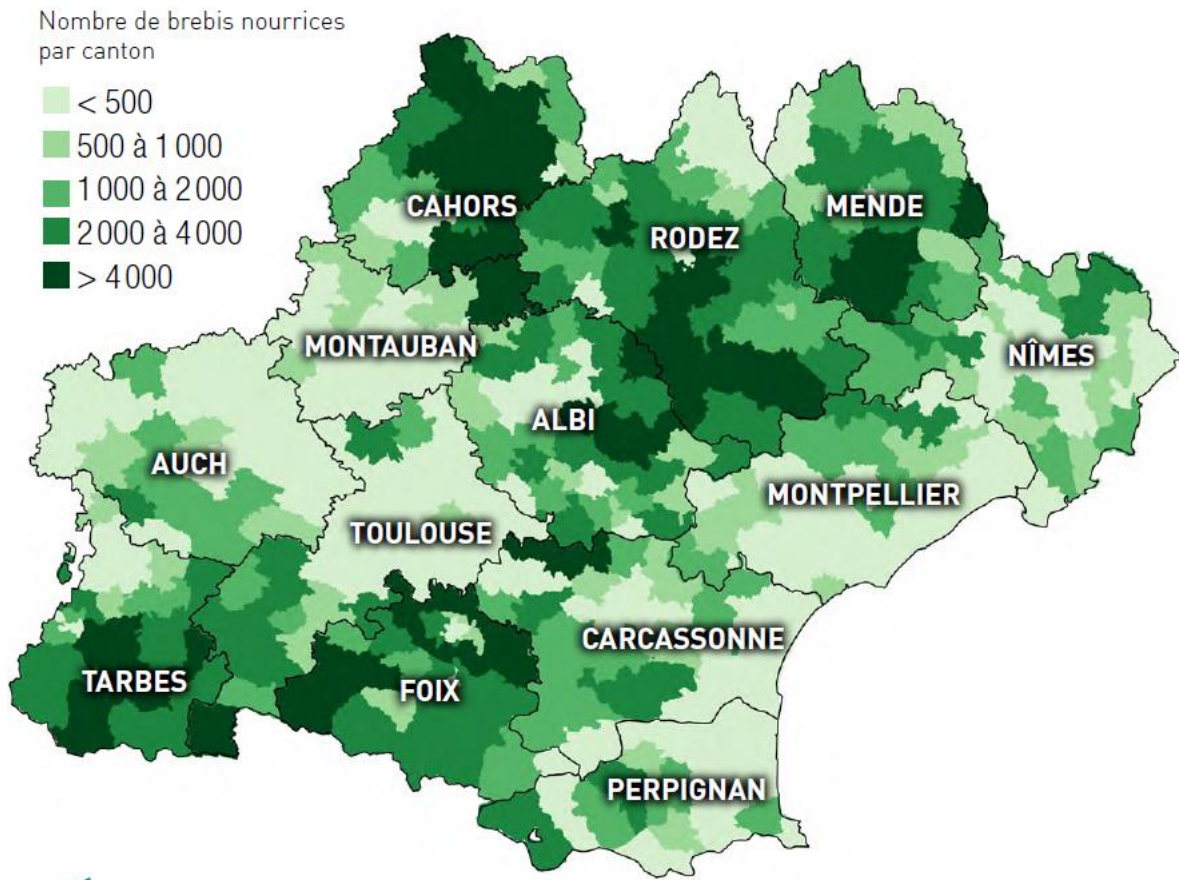 Nombre de brebis nourrices
par canton
< 500
500 à 1 000
1 000 à 2 000
2 000 à 4 000
> 4 000
CAHORS
RODEZ
MENDE
MONTAUBAN
NÎMES
ALBI
AUCH
MONTPELLIER
TOULOUSE
CARCASSONNE
TARBES
FOIX
PERPIGNAN